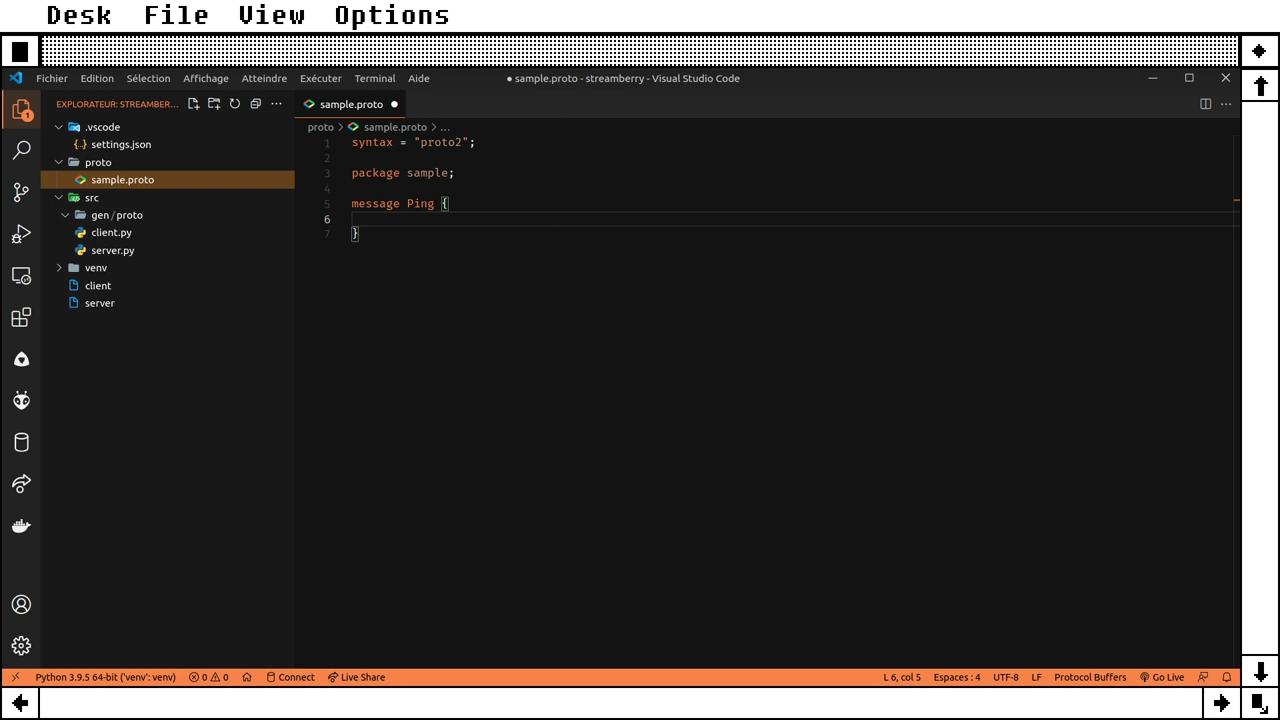 Desk File View Options
Fichier Edition Sélection Affichage Atteindre Exécuter Terminal Aide ● sample.proto - streamberry - Visual Studio Code
EXPLORATEUR: STREAMBER...
sample.proto
.vscode
settings.json
proto
sample.proto
src
gen / proto
client.py
server.py
venv
client
server
proto > sample.proto > ...
1 syntax = "proto2";
2
3 package sample;
4
5 message Ping {
6
7 }
1
Python 3.9.5 64-bit ('venv': venv) 0 0 Connect Live Share L 6, col 5 Espaces : 4 UTF-8 LF Protocol Buffers Go Live